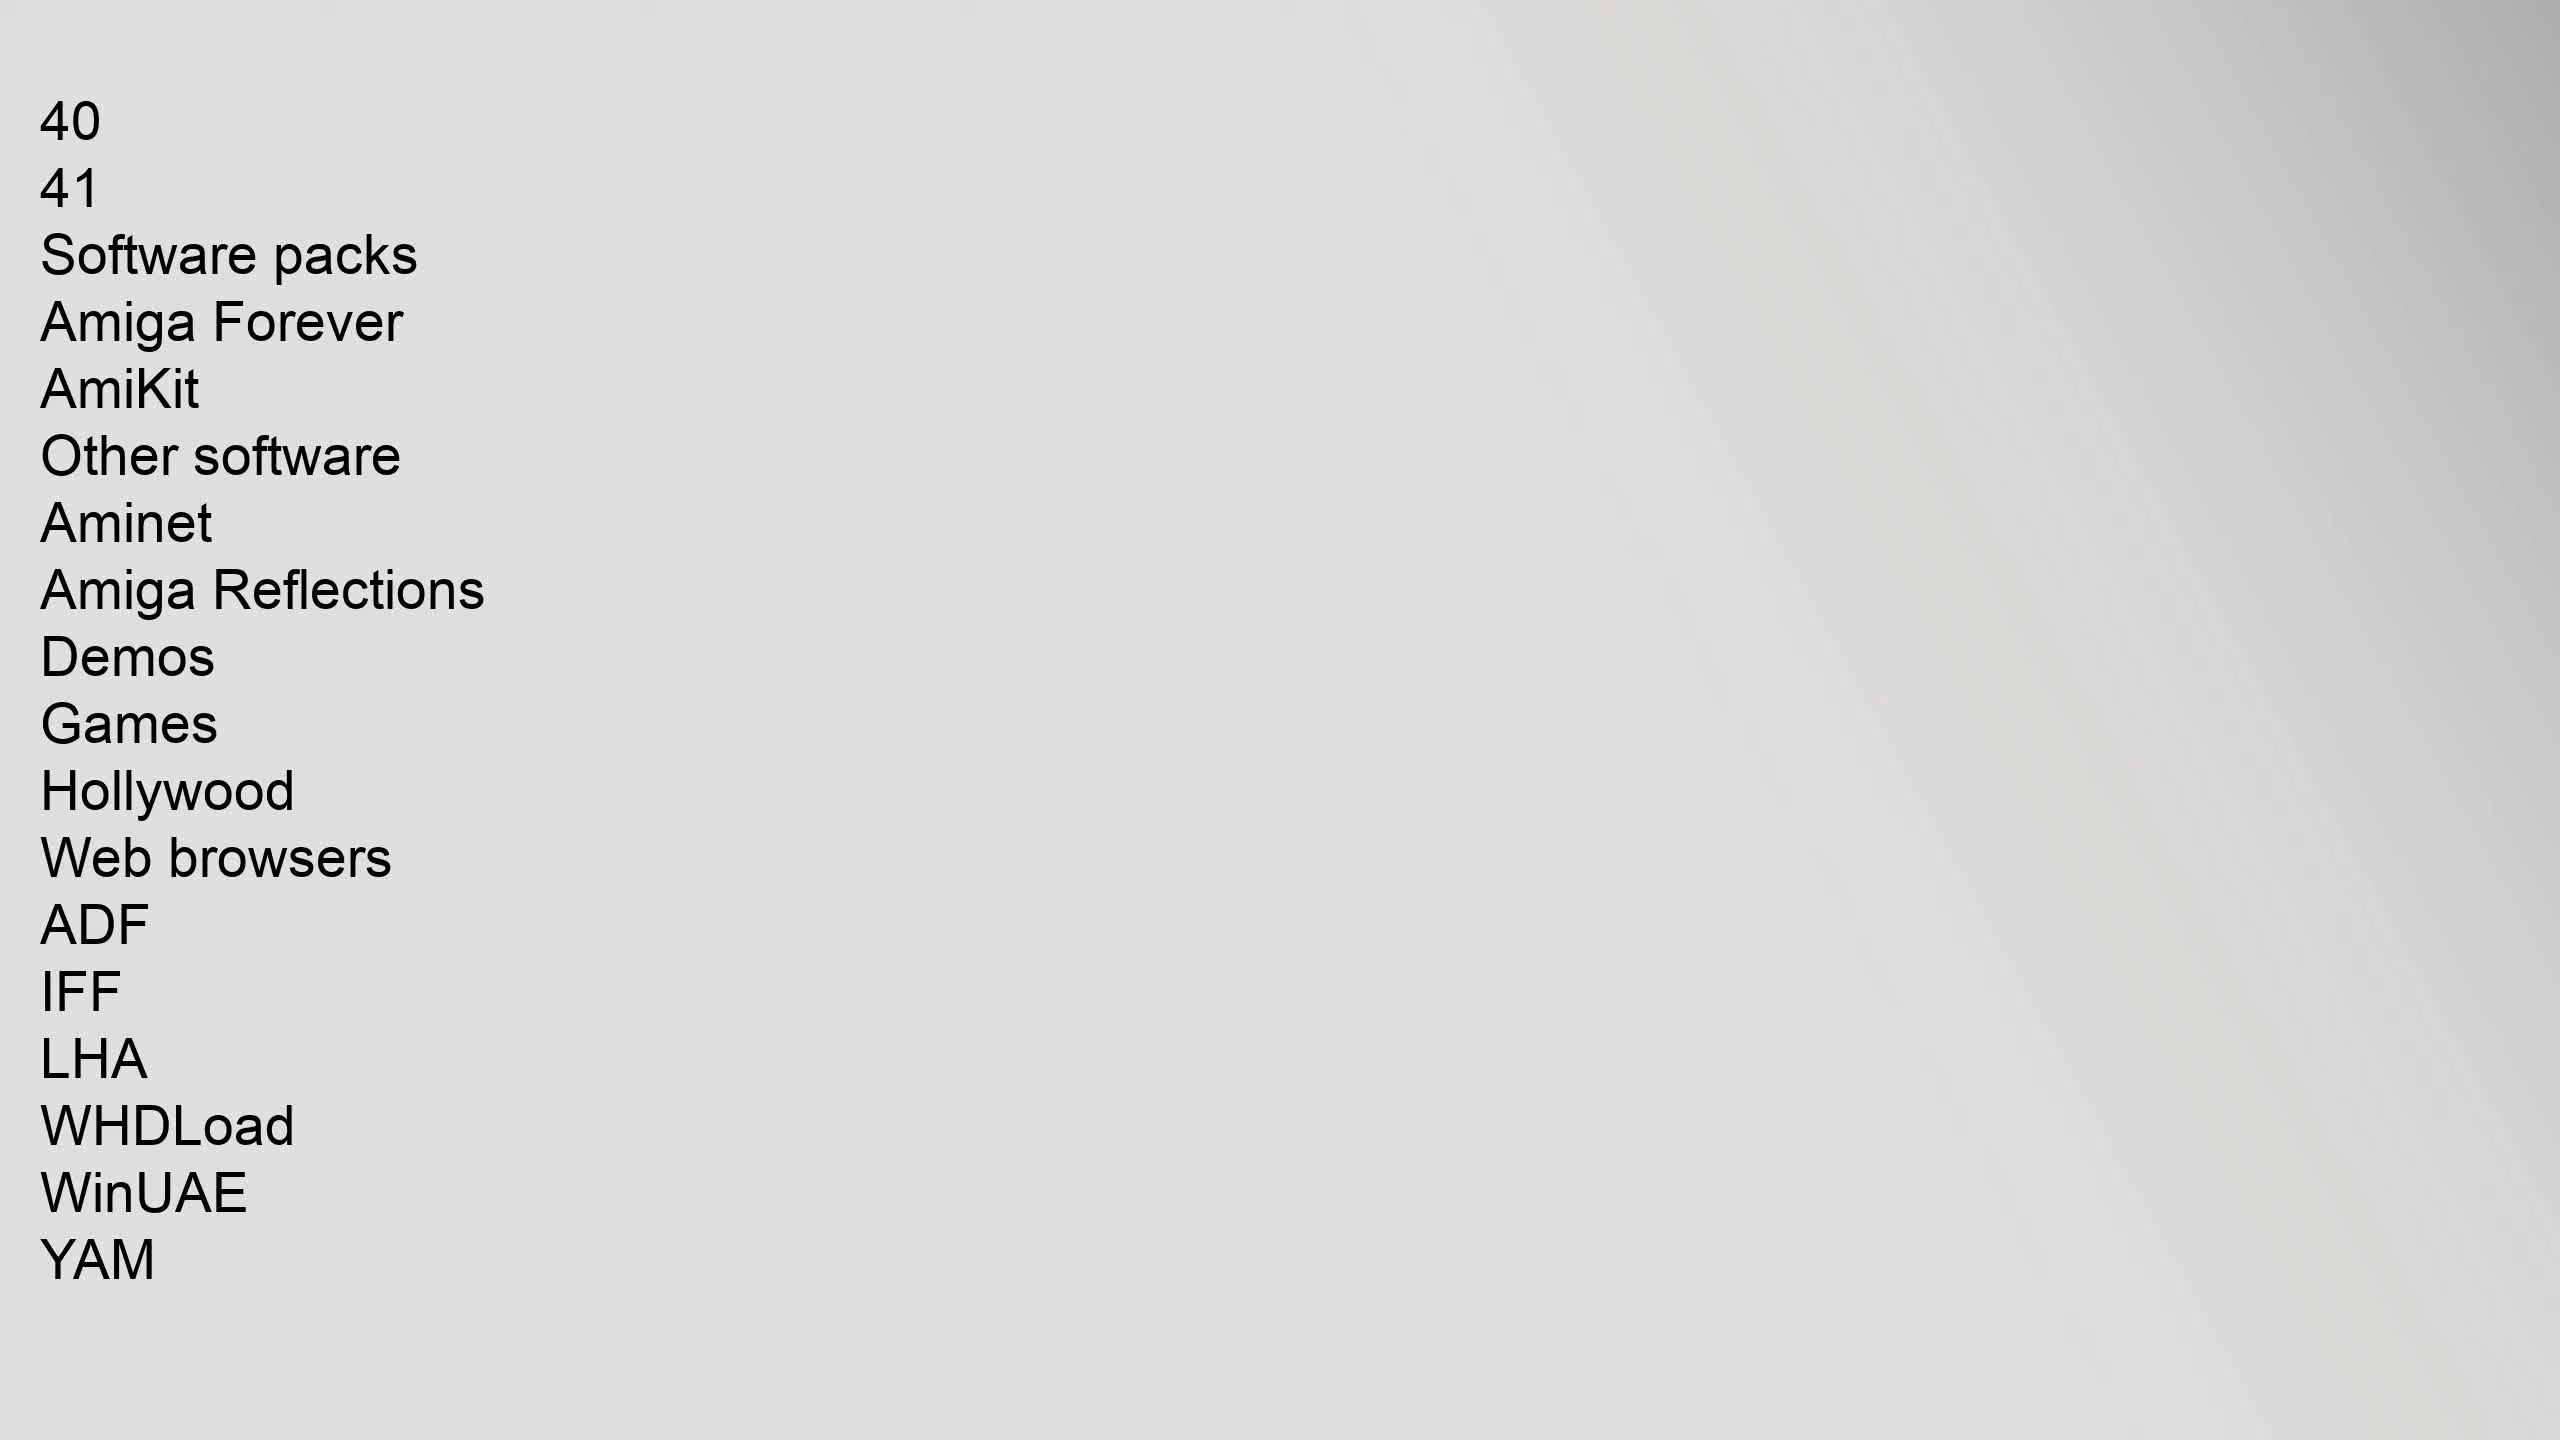 40
41
Software packs
Amiga Forever
AmiKit
Other software
Aminet
Amiga Reflections
Demos
Games
Hollywood
Web browsers
ADF
IFF
LHA
WHDLoad
WinUAE
YAM